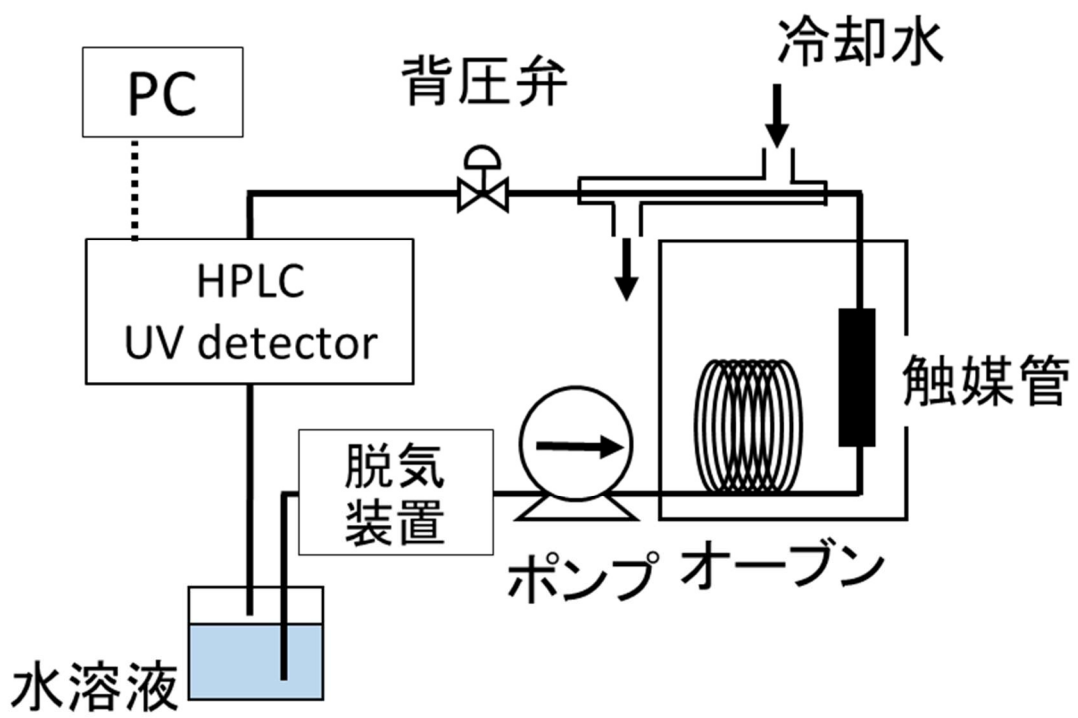 冷却水
背圧弁
PC
HPLC
UV detector
触媒管
脱気
装置
ポンプ
オーブン
水溶液